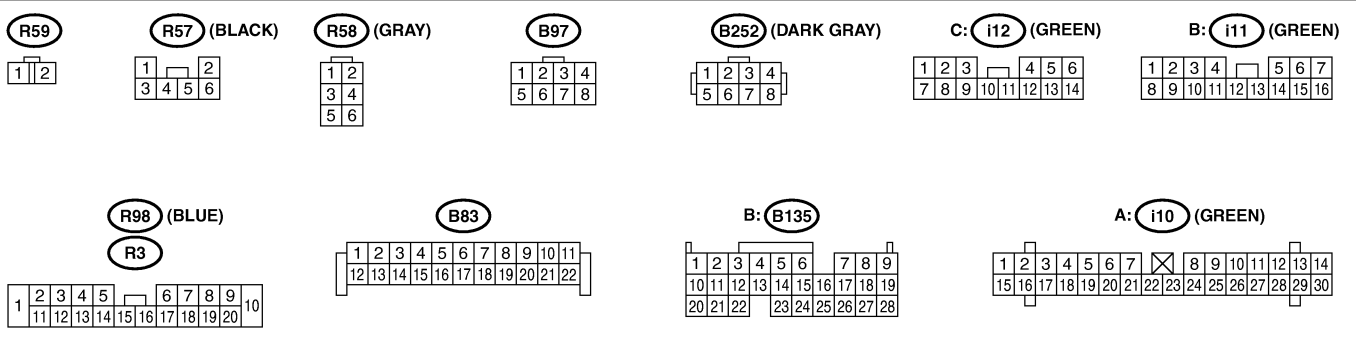 R59
1 2
R57 (BLACK)
1 2
3 4 5 6
R58 (GRAY)
1 2
3 4
5 6
B97
1 2 3 4
5 6 7 8
B252 (DARK GRAY)
1 2 3 4
5 6 7 8
C: i12 (GREEN)
1 2 3 4 5 6
7 8 9 10 11 12 13 14
B: i11 (GREEN)
1 2 3 4 5 6 7
8 9 10 11 12 13 14 15 16
R98 (BLUE)
R3
1 2 3 4 5 6 7 8 9 10
11 12 13 14 15 16 17 18 19 20
B83
1 2 3 4 5 6 7 8 9 10 11
12 13 14 15 16 17 18 19 20 21 22
B: B135
1 2 3 4 5 6 7 8 9
10 11 12 13 14 15 16 17 18 19
20 21 22 23 24 25 26 27 28
A: i10 (GREEN)
1 2 3 4 5 6 7 8 9 10 11 12 13 14
15 16 17 18 19 20 21 22 23 24 25 26 27 28 29 30